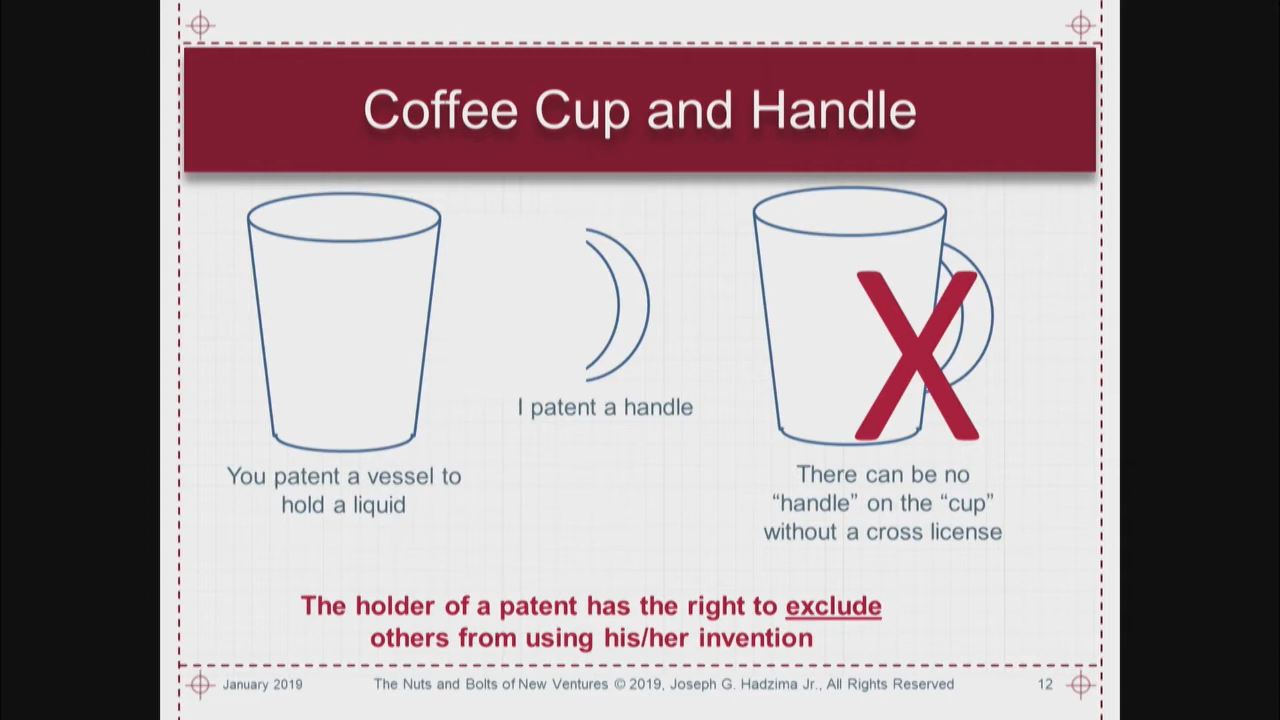 Coffee Cup and Handle
I patent a handle
You patent a vessel to
hold a liquid
There can be no
“handle” on the “cup”
without a cross license
The holder of a patent has the right to exclude
others from using his/her invention
January 2019
The Nuts and Bolts of New Ventures © 2019, Joseph G. Hadzima Jr., All Rights Reserved
12